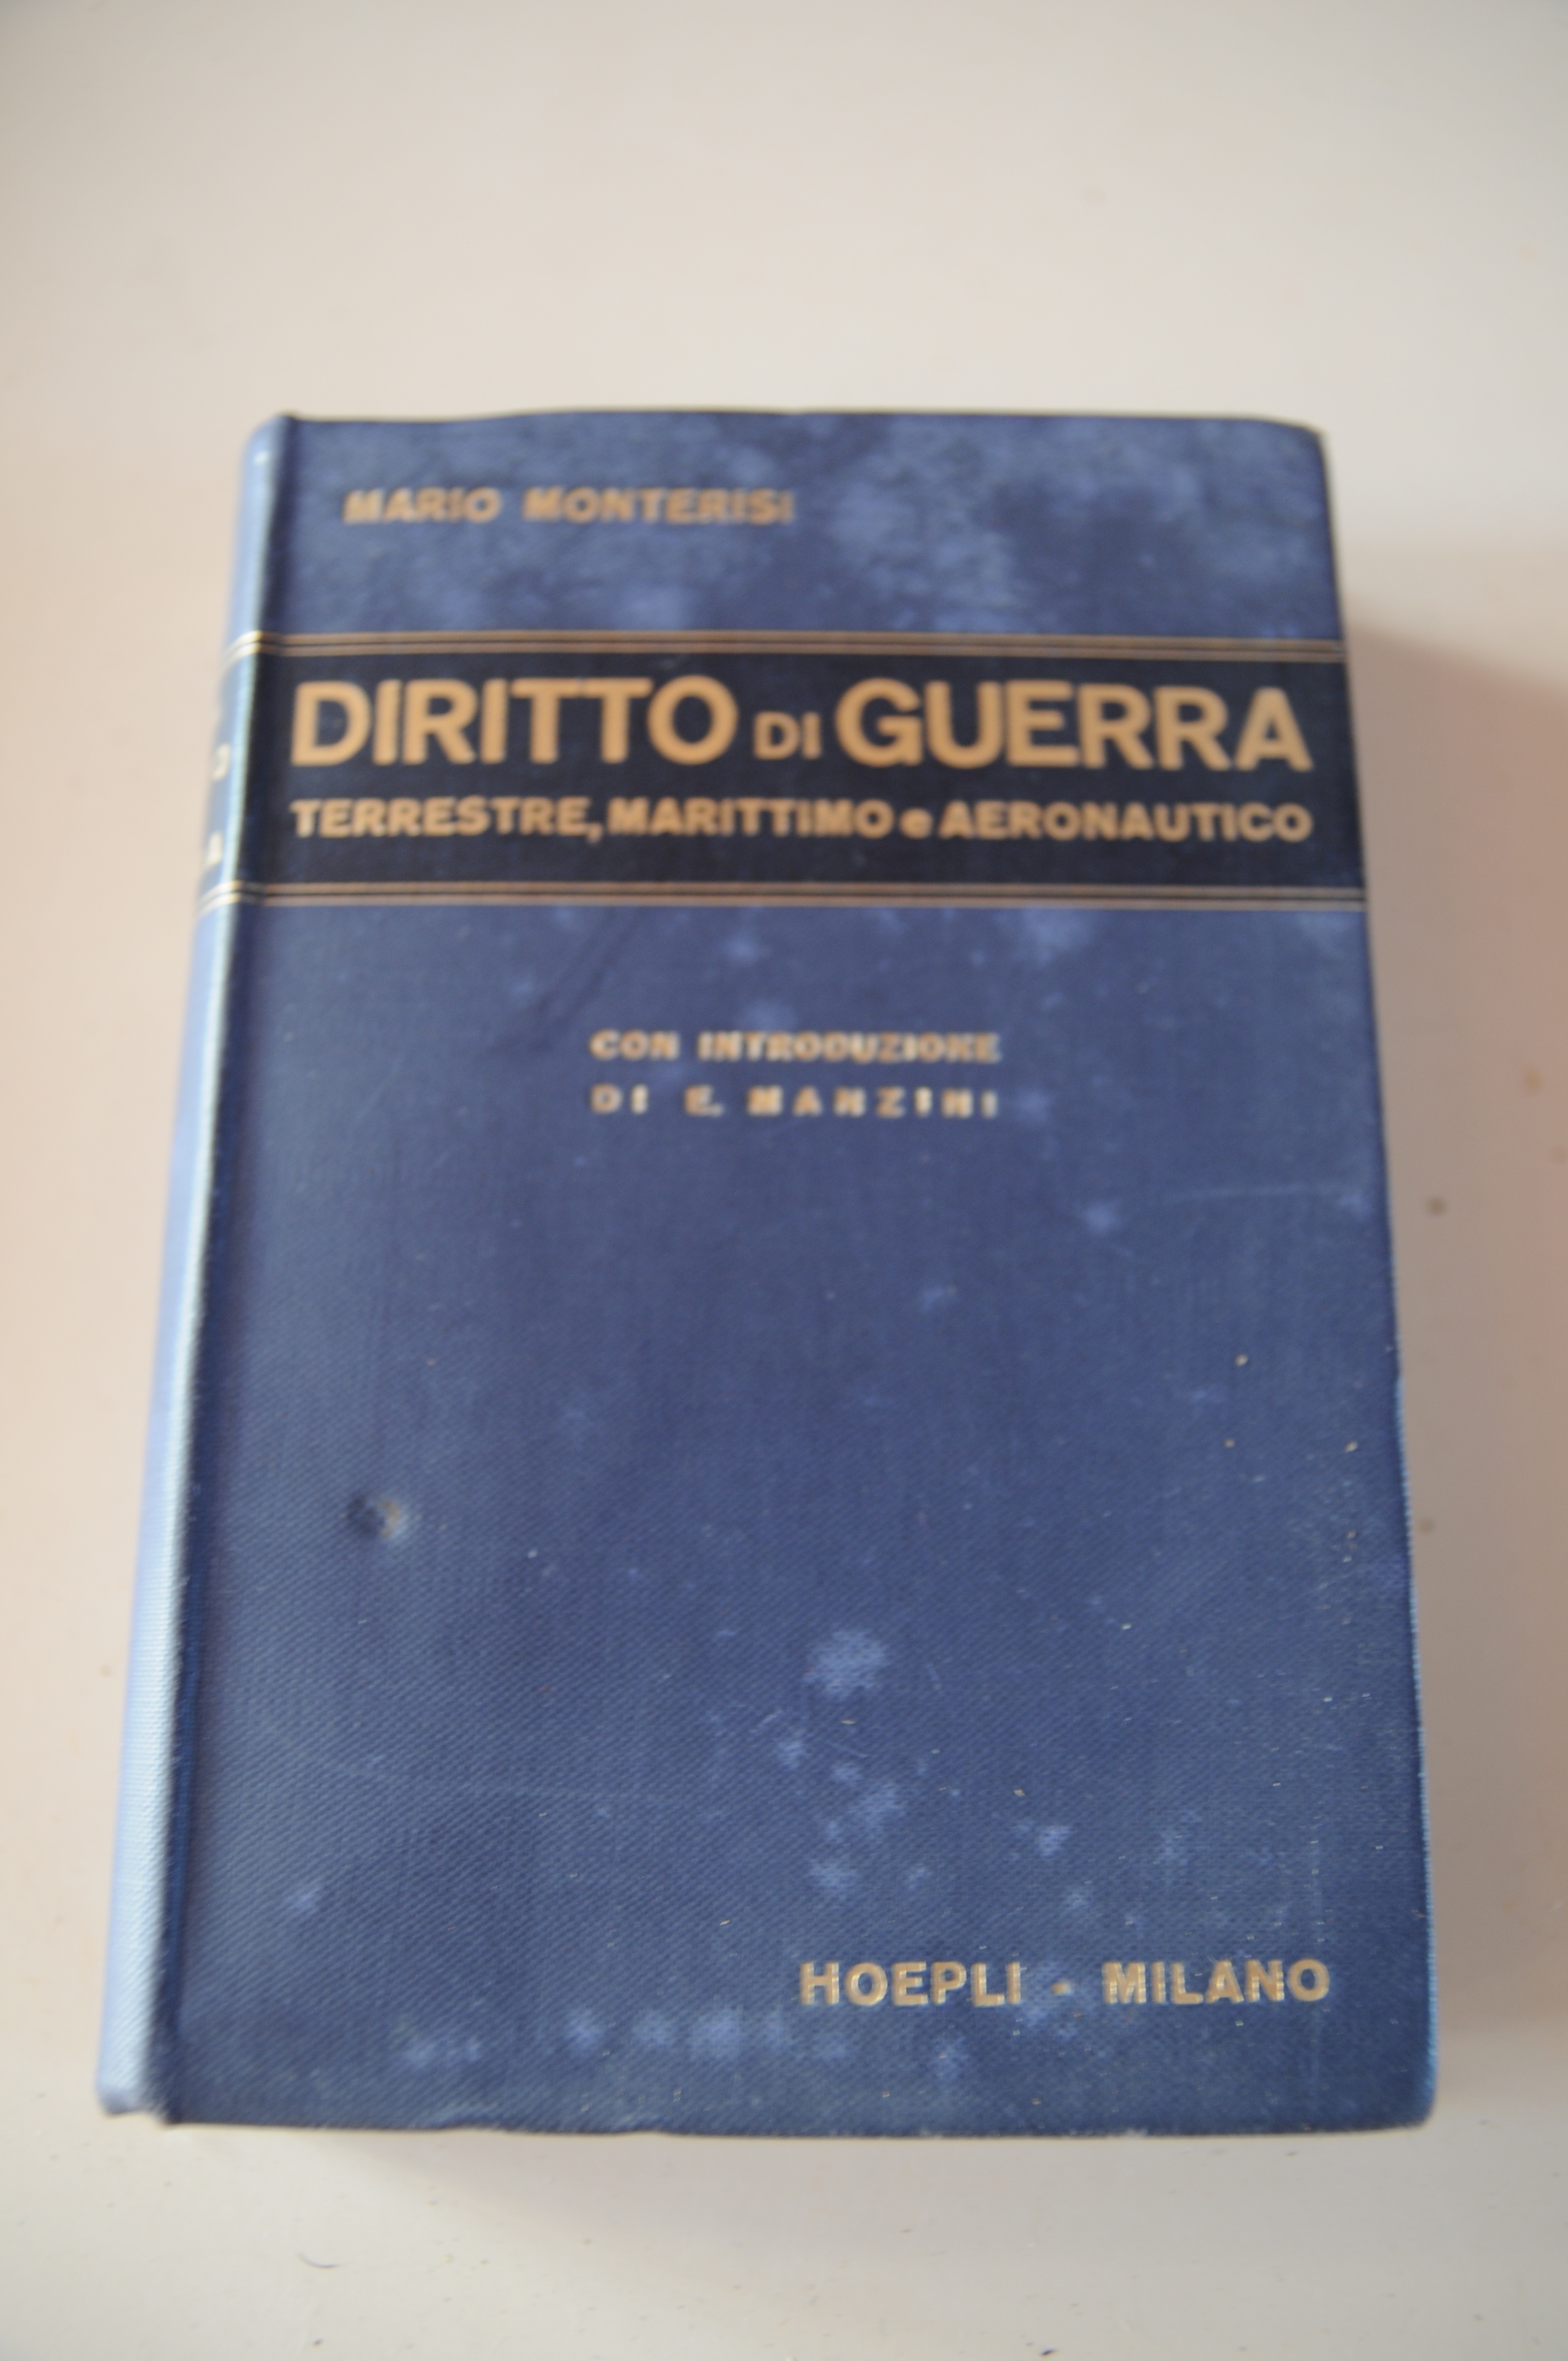 MARIO MONTERISI
DIRITTO DI GUERRA
TERRESTRE, MARITTIMO e AERONAUTICO
CON INTRODUZIONE
DI E. MANZINI
HOEPLI - MILANO